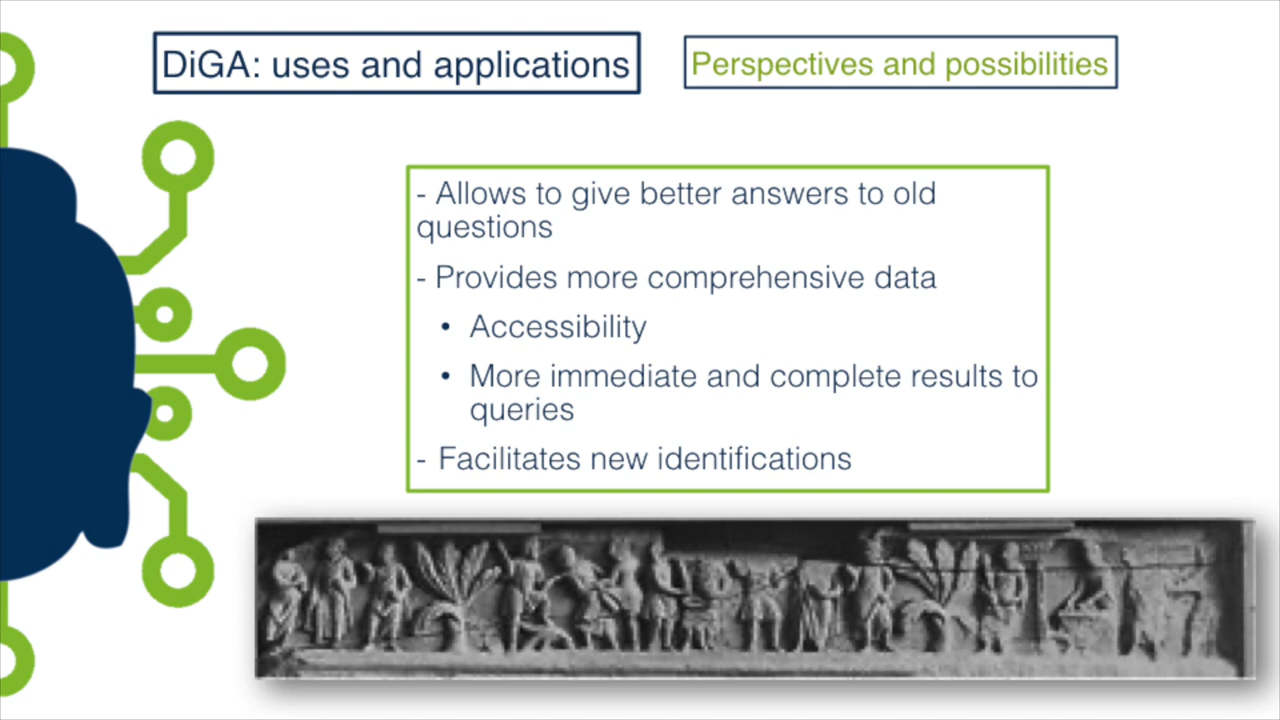 DiGA: uses and applications
Perspectives and possibilities
- Allows to give better answers to old
questions
- Provides more comprehensive data
• Accessibility
• More immediate and complete results to
queries
- Facilitates new identifications